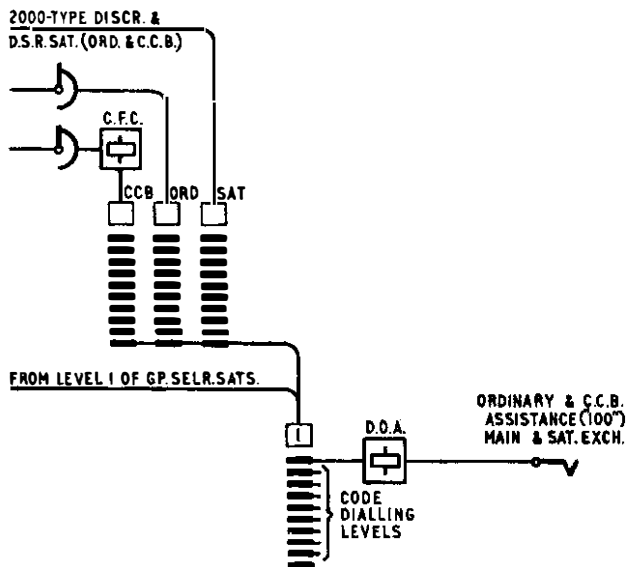 2000-TYPE DISCR. &
D.S.R. SAT. (ORD. & C.C.B.)
C.F.C.
CCB ORD SAT
FROM LEVEL 1 OF GP. SELR. SATS.
1
D.O.A.
ORDINARY & C.C.B.
ASSISTANCE ("100")
MAIN & SAT. EXCH.
CODE
DIALLING
LEVELS